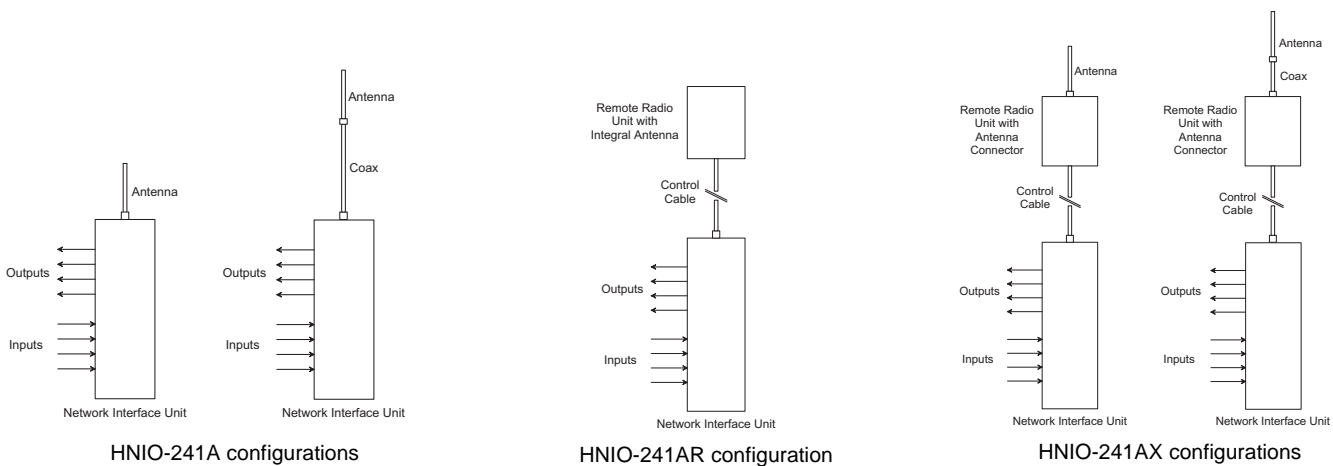 Antenna
Outputs
Inputs
Network Interface Unit
Antenna
Coax
Outputs
Inputs
Network Interface Unit
HNIO-241A configurations
Remote Radio
Unit with
Integral Antenna
Control
Cable
Outputs
Inputs
Network Interface Unit
HNIO-241AR configuration
Antenna
Remote Radio
Unit with
Antenna
Connector
Control
Cable
Outputs
Inputs
Network Interface Unit
Antenna
Coax
Remote Radio
Unit with
Antenna
Connector
Control
Cable
Outputs
Inputs
Network Interface Unit
HNIO-241AX configurations